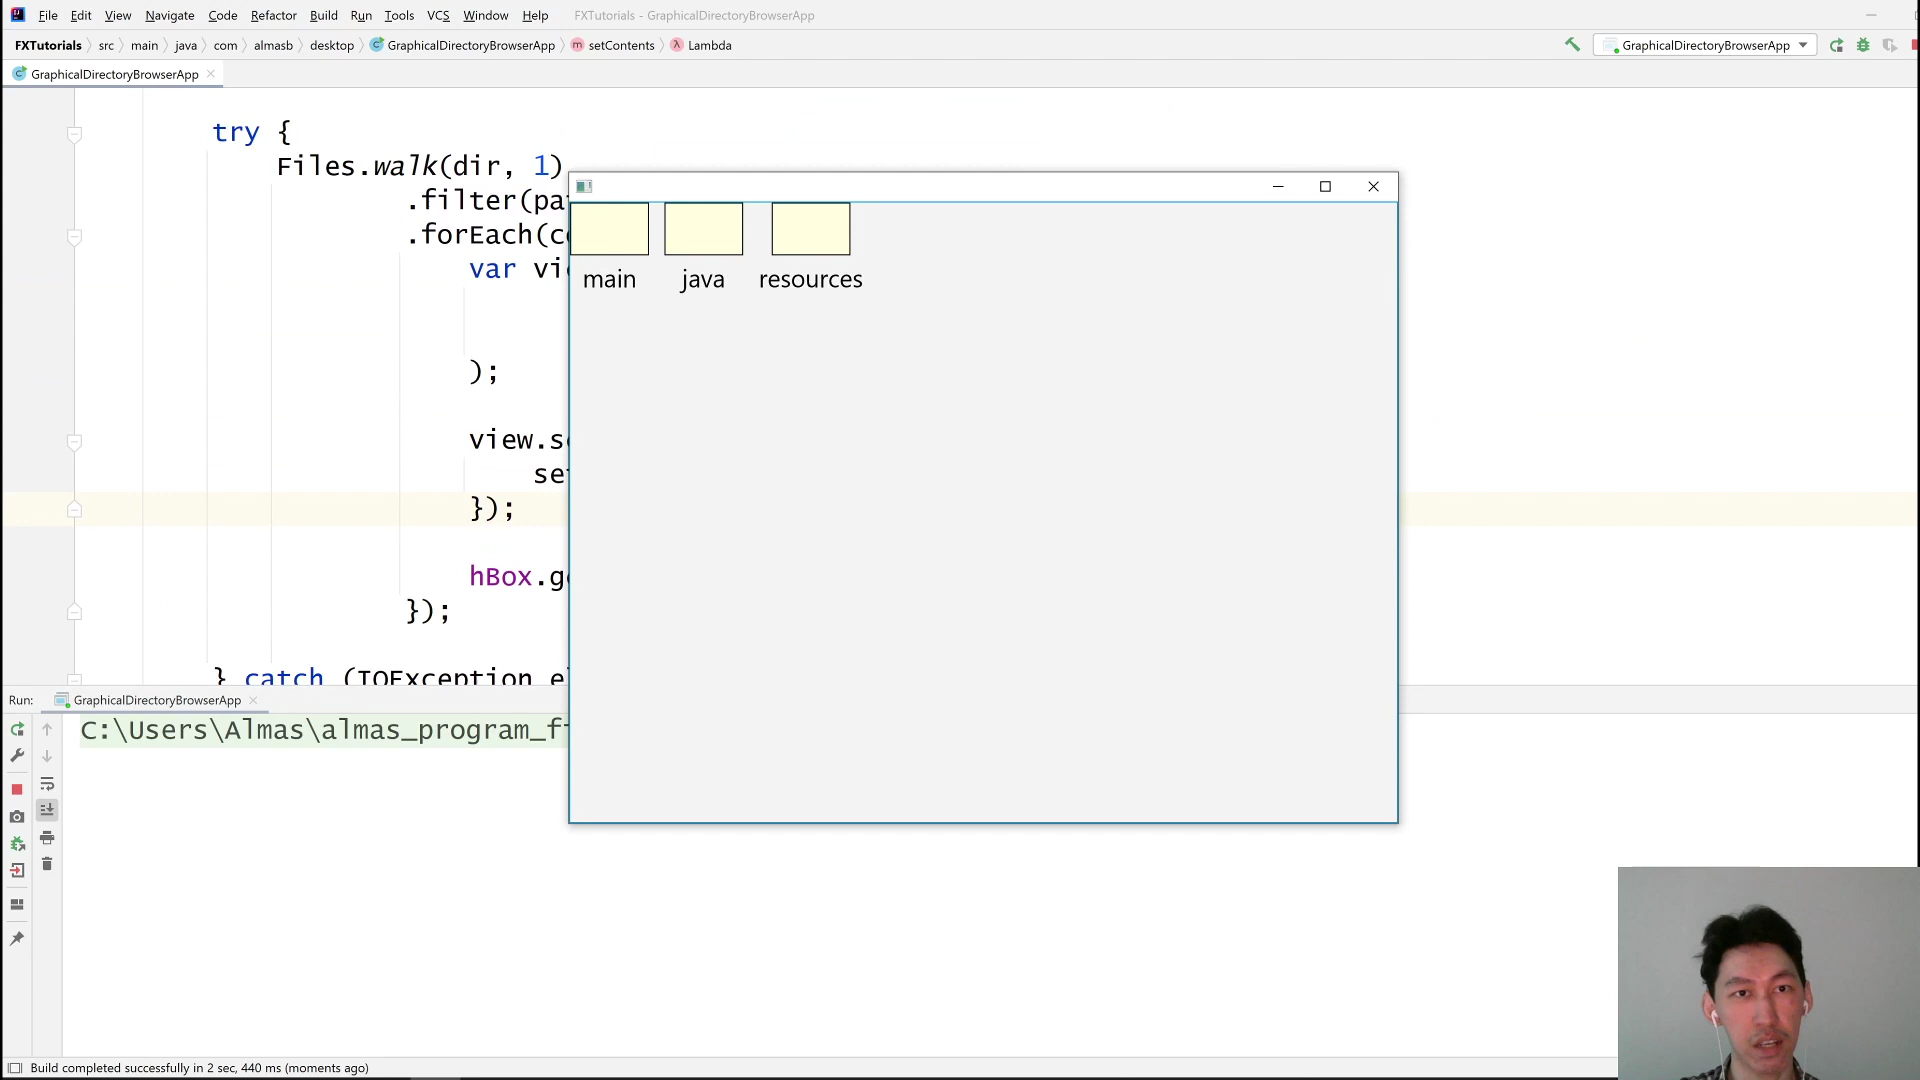 File Edit View Navigate Code Refactor Build Run Tools VCS Window Help FXTutorials - GraphicalDirectoryBrowserApp
FXTutorials src main java com almasb desktop GraphicalDirectoryBrowserApp setContents Lambda GraphicalDirectoryBrowserApp
GraphicalDirectoryBrowserApp
try {
Files.walk(dir, 1)
.filter(pa
.forEach(c
var vi
);
view.s
se
});
hBox.g
});
} catch (IOException e
main java resources
Run: GraphicalDirectoryBrowserApp
C:\Users\Almas\almas_program_f
Build completed successfully in 2 sec, 440 ms (moments ago)